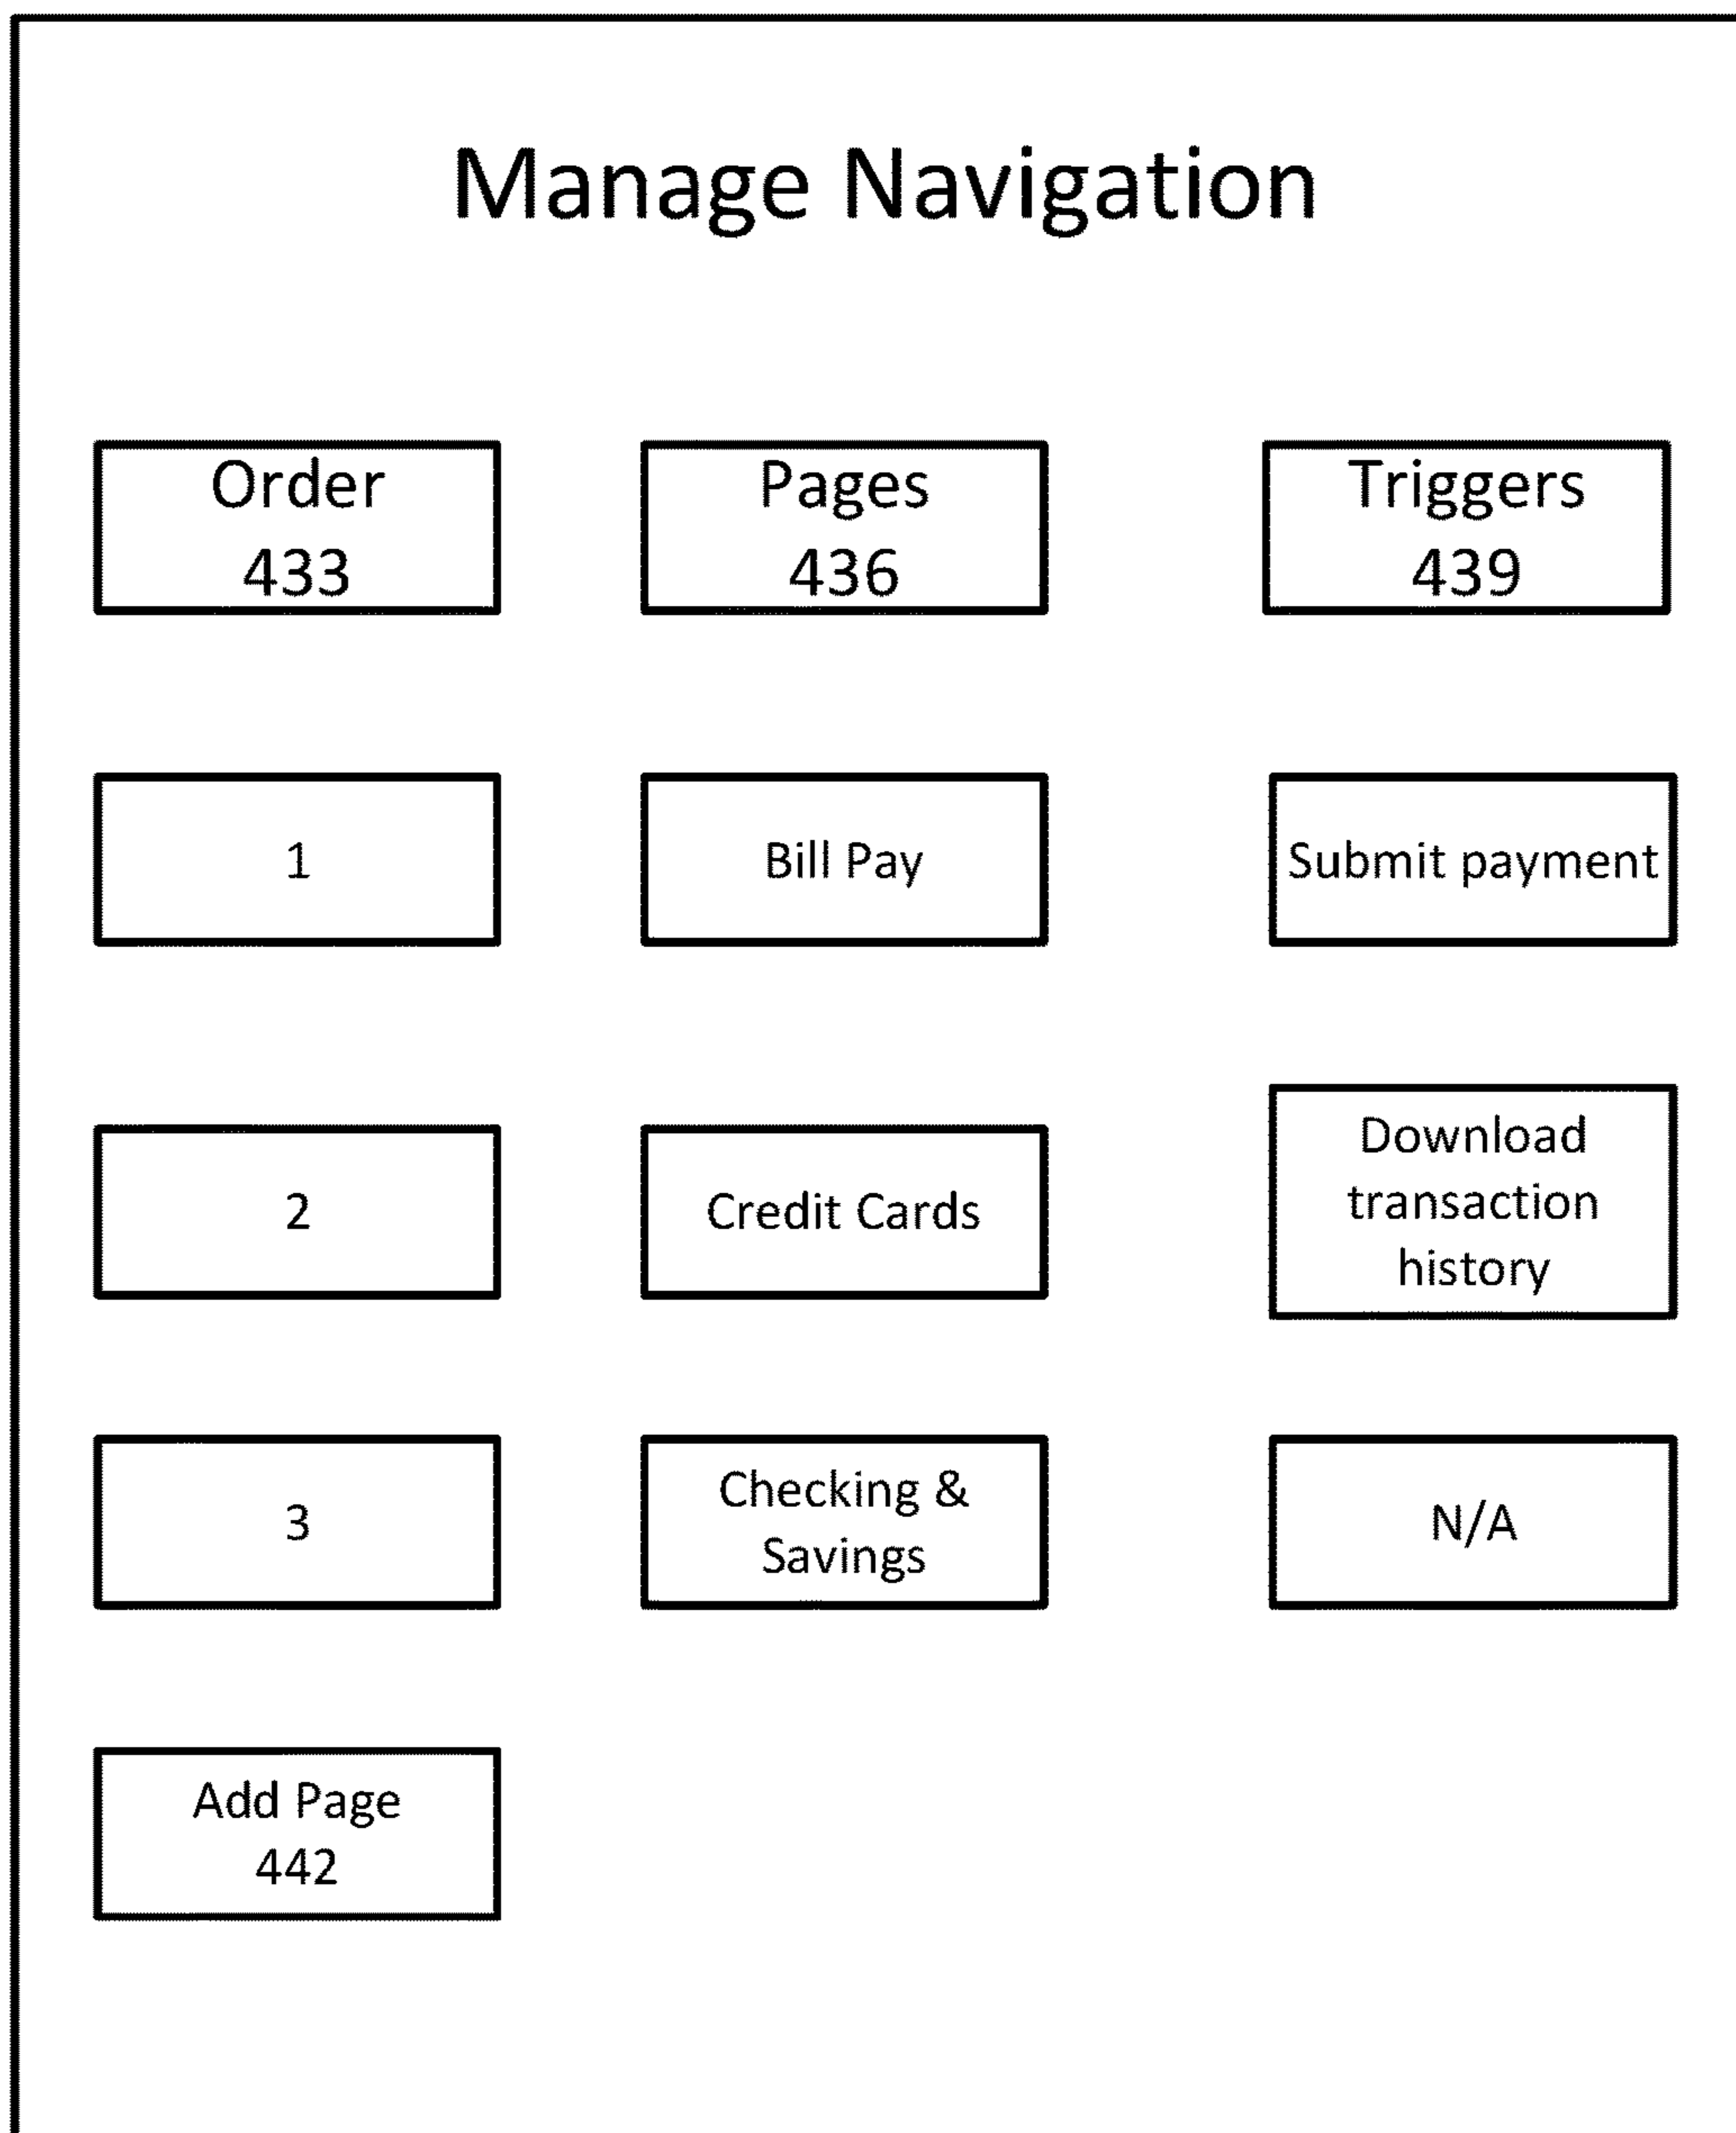 Manage Navigation
Order
433
Pages
436
Triggers
439
1
Bill Pay
Submit payment
2
Credit Cards
Download
transaction
history
3
Checking &
Savings
N/A
Add Page
442